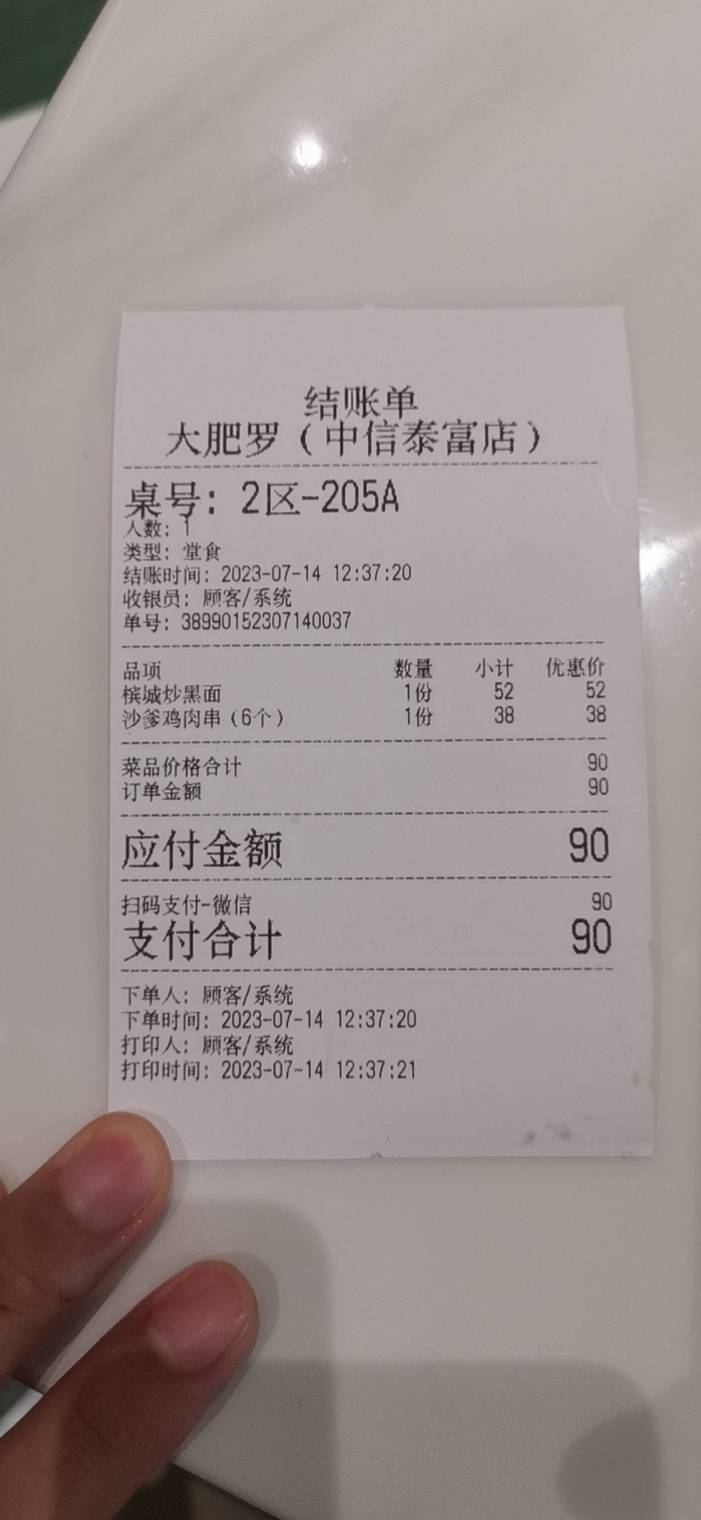 结账单
大肥罗（中信泰富店）
桌号: 2区-205A
人数: 1
类型: 堂食
结账时间: 2023-07-14 12:37:20
收银员: 顾客/系统
单号: 38990152307140037
品项 数量 小计 优惠价
槟城炒黑面 1份 52 52
沙爹鸡肉串（6个） 1份 38 38
菜品价格合计 90
订单金额 90
应付金额 90
扫码支付-微信 90
支付合计 90
下单人: 顾客/系统
下单时间: 2023-07-14 12:37:20
打印人: 顾客/系统
打印时间: 2023-07-14 12:37:21